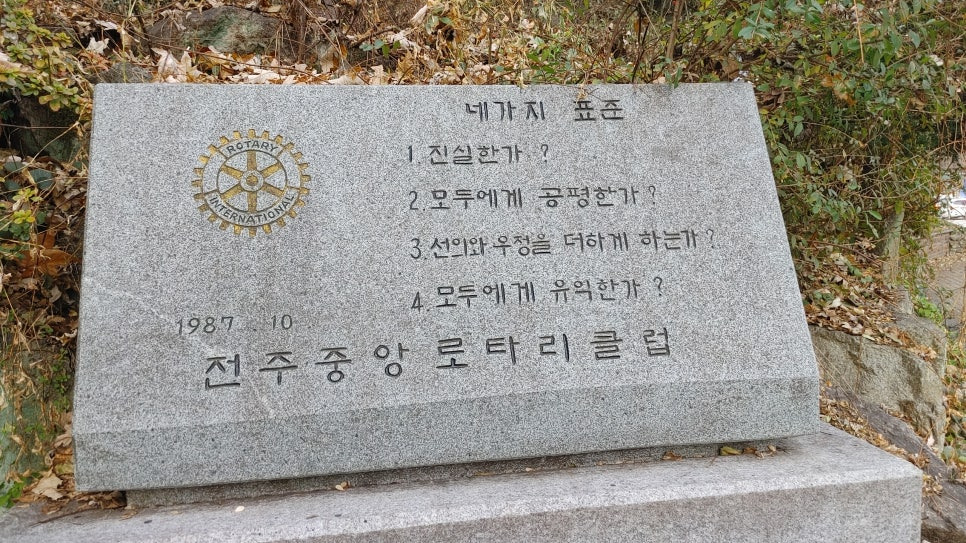 네가지 표준
ROTARY
INTERNATIONAL
1. 진실한가 ?
2. 모두에게 공평한가 ?
3. 선의와 우정을 더하게 하는가 ?
4. 모두에게 유익한가 ?
1987 . 10
전주중앙 로타리클럽